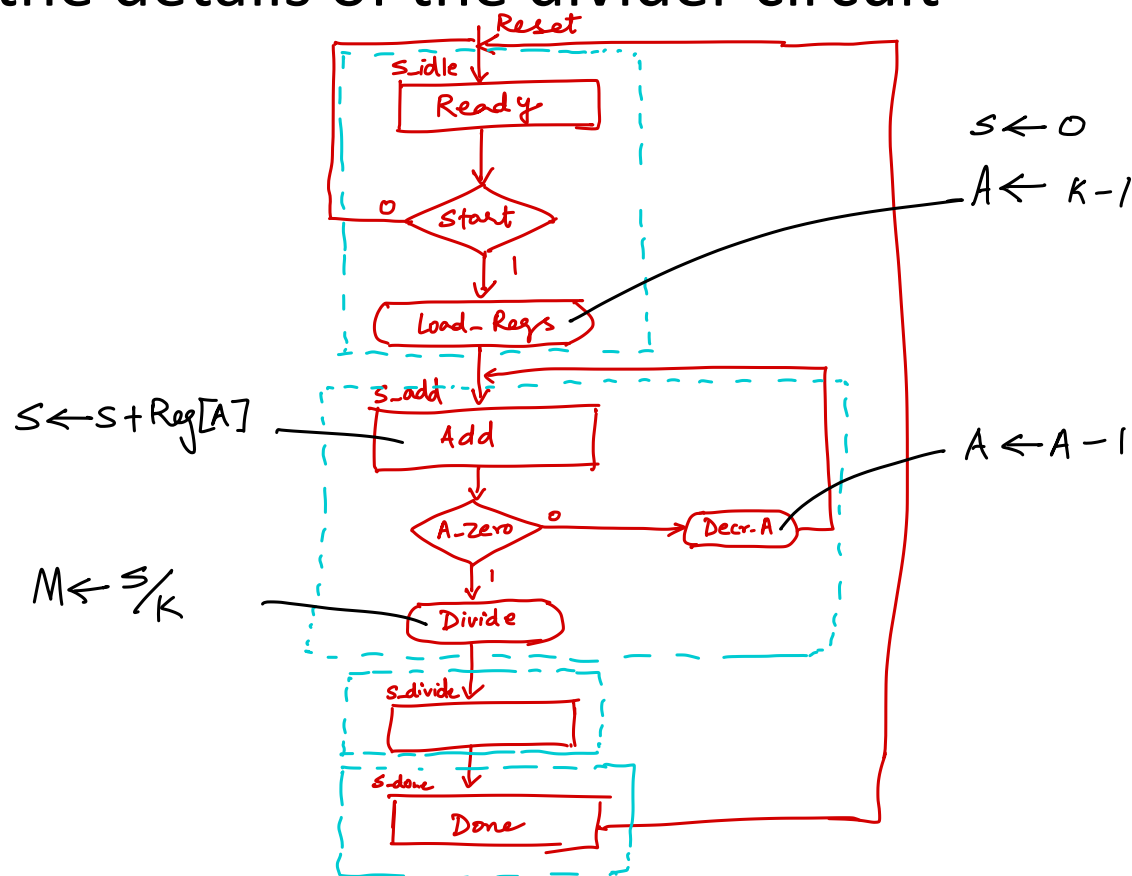 the details of the divider circuit
Reset
s_idle
Ready
S ← 0
A ← K-1
Start
0
1
Load_Regs
s_add
S ← S + Reg[A]
Add
A ← A - 1
A_zero
0
Decr_A
1
M ← S/K
Divide
s_divide
s_done
Done